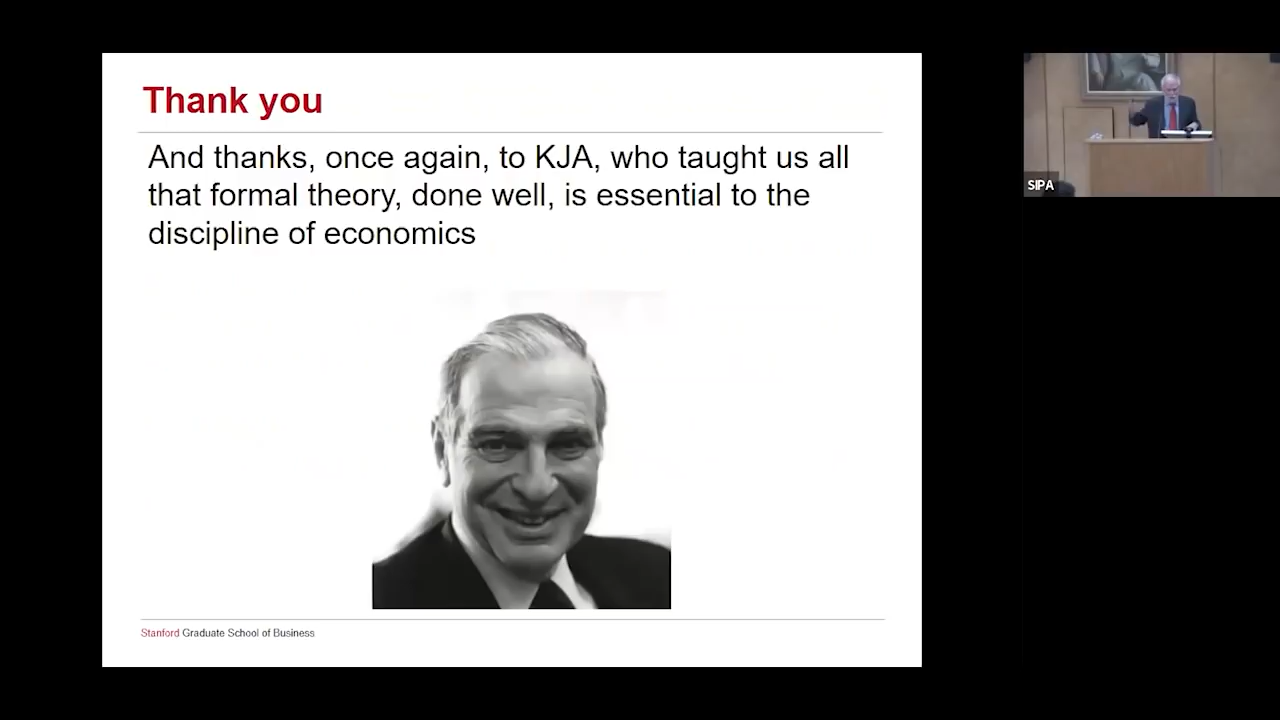 Thank you
And thanks, once again, to KJA, who taught us all
that formal theory, done well, is essential to the
discipline of economics
Stanford Graduate School of Business
SIPA